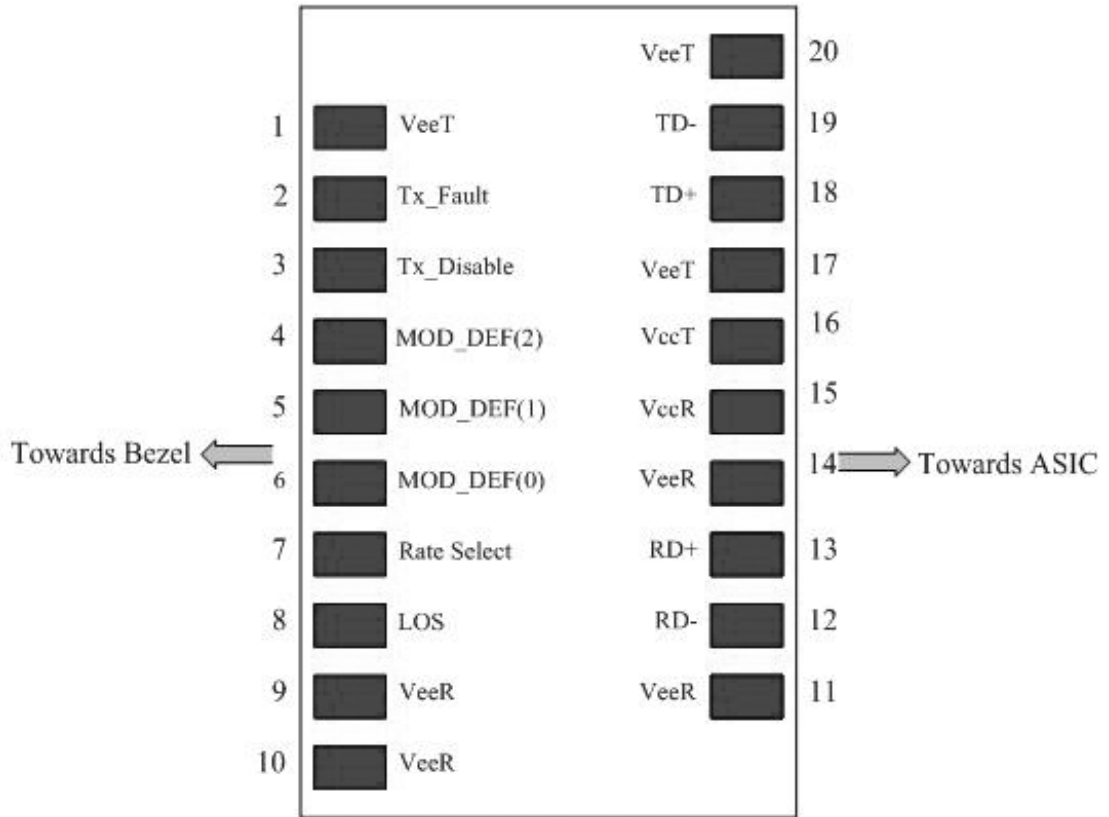 VeeT 20
1 VeeT TD- 19
2 Tx_Fault TD+ 18
3 Tx_Disable VeeT 17
4 MOD_DEF(2) VccT 16
5 MOD_DEF(1) VccR 15
Towards Bezel
6 MOD_DEF(0) VeeR 14
Towards ASIC
7 Rate Select RD+ 13
8 LOS RD- 12
9 VeeR VeeR 11
10 VeeR